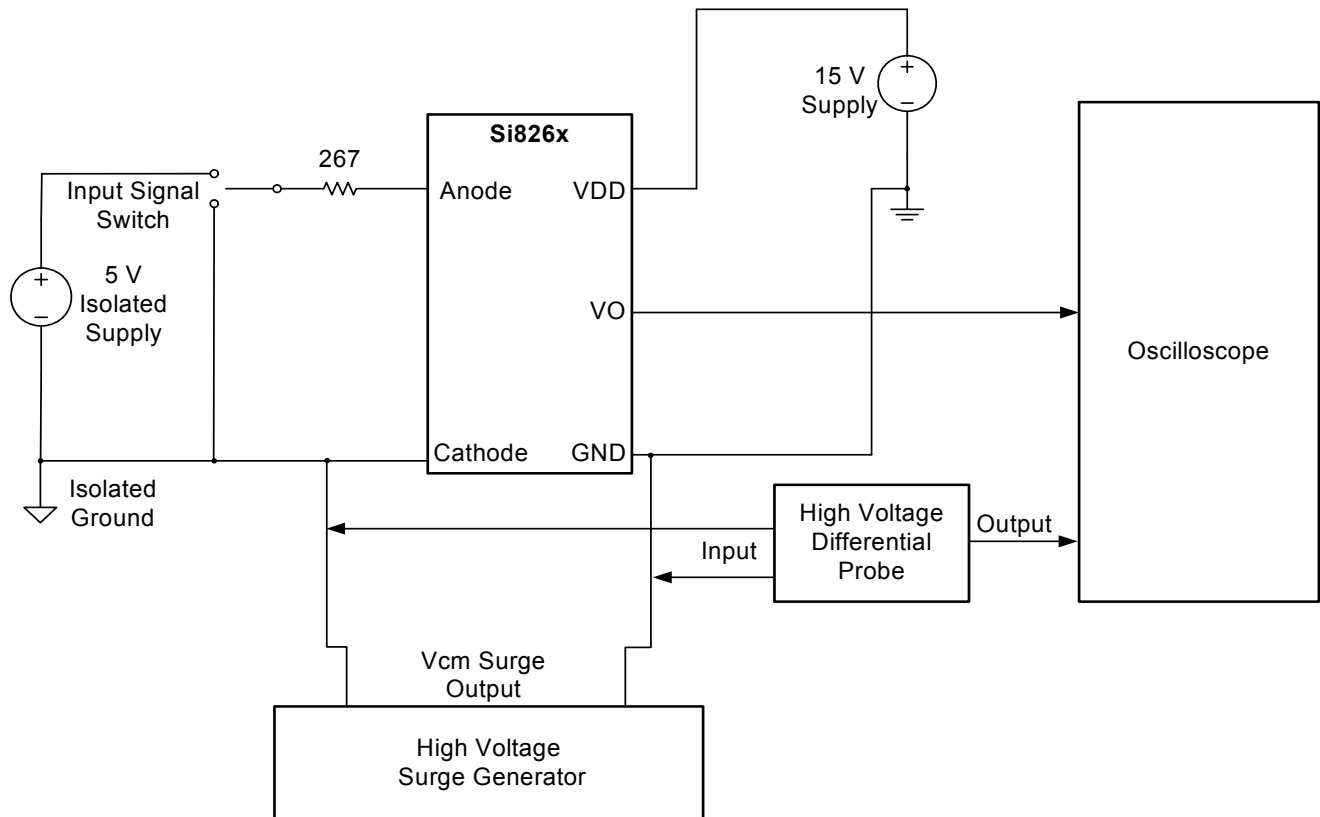 15 V
Supply
+
−
Si826x
267
Anode
VDD
Input Signal
Switch
+
−
5 V
Isolated
Supply
VO
Oscilloscope
Cathode
GND
Isolated
Ground
High Voltage
Differential
Probe
Output
Input
Vcm Surge
Output
High Voltage
Surge Generator